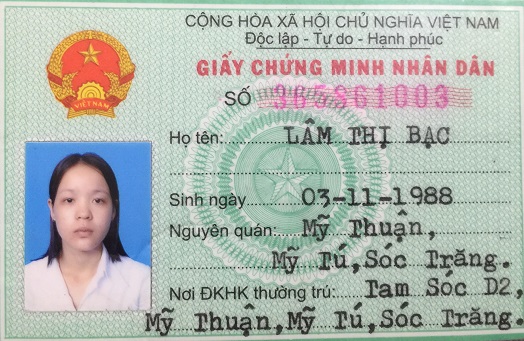 CỘNG HÒA XÃ HỘI CHỦ NGHĨA VIỆT NAM
Độc lập - Tự do - Hạnh phúc
GIẤY CHỨNG MINH NHÂN DÂN
SỐ 365861003
Họ tên: LÂM THỊ BẠC
Sinh ngày 03-11-1988
Nguyên quán: Mỹ Thuận,
Mỹ Tú, Sóc Trăng.
Nơi ĐKHK thường trú: Tam Sóc D2,
Mỹ Thuận, Mỹ Tú, Sóc Trăng.
VIỆT NAM